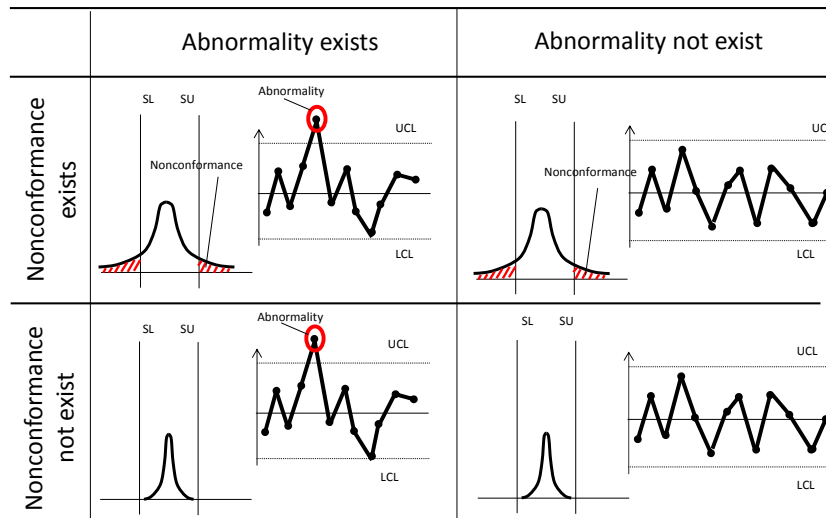 Abnormality exists
Abnormality not exist
Nonconformance
exists
SL SU
Abnormality
UCL
Nonconformance
LCL
SL SU
UC
Nonconformance
LCL
Nonconformance
not exist
SL SU
Abnormality
UCL
LCL
SL SU
UCL
LCL